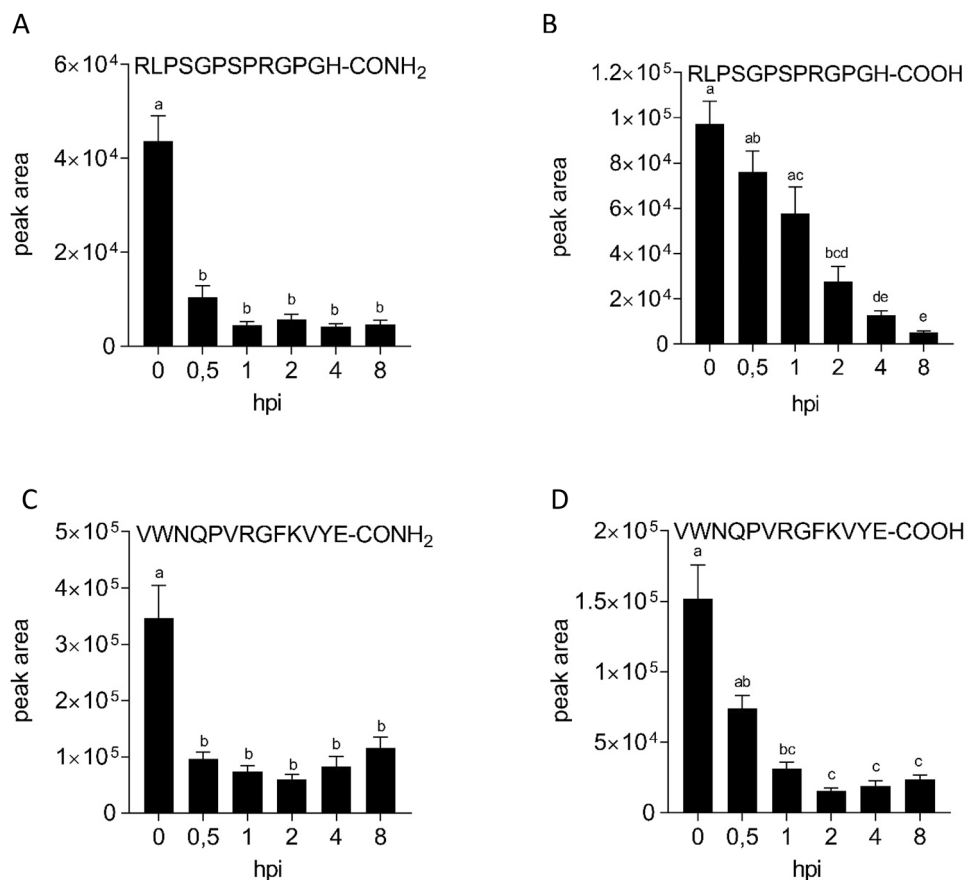 A
RLPSGPSPRGPGH-CONH₂
6×10⁴
4×10⁴
2×10⁴
0
peak area
a
b
b
b
b
b
0 0,5 1 2 4 8
hpi
B
RLPSGPSPRGPGH-COOH
1.2×10⁵
1×10⁵
8×10⁴
6×10⁴
4×10⁴
2×10⁴
0
peak area
a
ab
ac
bcd
de
e
0 0,5 1 2 4 8
hpi
C
VWNQPVRGFKVYE-CONH₂
5×10⁵
4×10⁵
3×10⁵
2×10⁵
1×10⁵
0
peak area
a
b
b
b
b
b
0 0,5 1 2 4 8
hpi
D
VWNQPVRGFKVYE-COOH
2×10⁵
1.5×10⁵
1×10⁵
5×10⁴
0
peak area
a
ab
bc
c
c
c
0 0,5 1 2 4 8
hpi